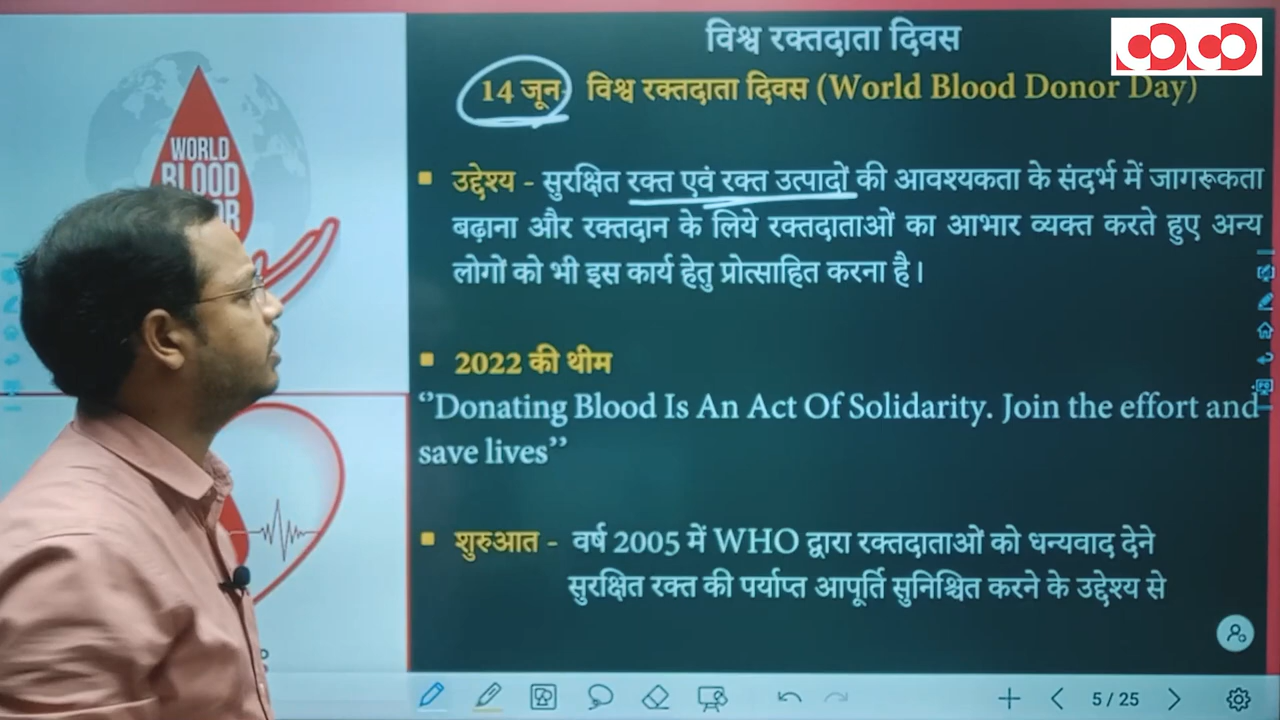 विश्व रक्तदाता दिवस
14 जून विश्व रक्तदाता दिवस (World Blood Donor Day)
WORLD
BLOOD
उद्देश्य - सुरक्षित रक्त एवं रक्त उत्पादों की आवश्यकता के संदर्भ में जागरूकता
बढ़ाना और रक्तदान के लिये रक्तदाताओं का आभार व्यक्त करते हुए अन्य
लोगों को भी इस कार्य हेतु प्रोत्साहित करना है।
2022 की थीम
‘‘Donating Blood Is An Act Of Solidarity. Join the effort and
save lives’’
शुरुआत - वर्ष 2005 में WHO द्वारा रक्तदाताओं को धन्यवाद देने
सुरक्षित रक्त की पर्याप्त आपूर्ति सुनिश्चित करने के उद्देश्य से
5 / 25